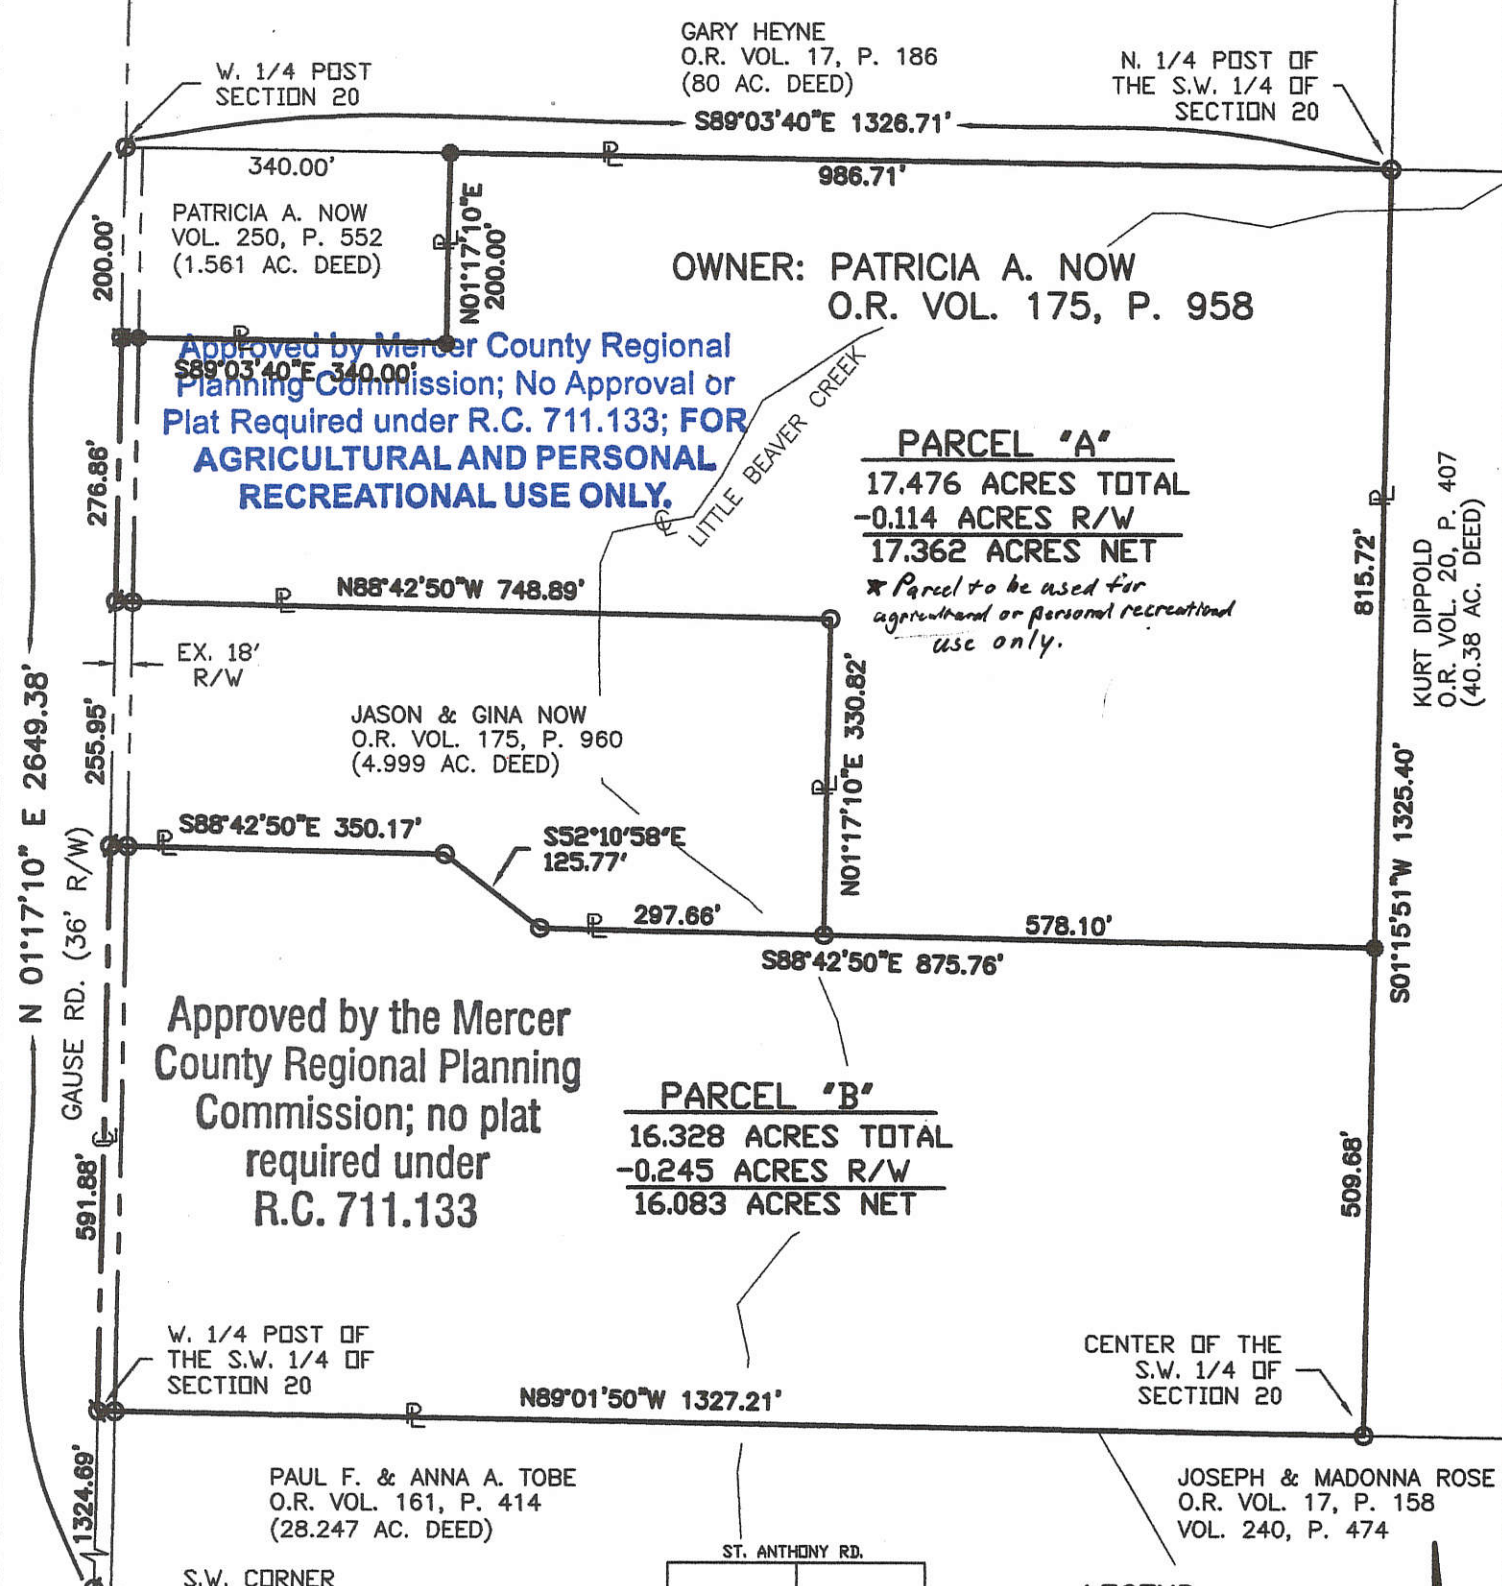 GARY HEYNE
O.R. VOL. 17, P. 186
(80 AC. DEED)
W. 1/4 POST
SECTION 20
N. 1/4 POST OF
THE S.W. 1/4 OF
SECTION 20
S89°03'40"E 1326.71'
340.00'
986.71'
PATRICIA A. NOW
VOL. 250, P. 552
(1.561 AC. DEED)
200.00'
N01°17'10"E
200.00'
OWNER: PATRICIA A. NOW
O.R. VOL. 175, P. 958
Approved by Mercer County Regional
Planning Commission; No Approval or
Plat Required under R.C. 711.133; FOR
AGRICULTURAL AND PERSONAL
RECREATIONAL USE ONLY.
S89°03'40"E 340.00'
LITTLE BEAVER CREEK
276.86'
PARCEL "A"
17.476 ACRES TOTAL
-0.114 ACRES R/W
17.362 ACRES NET
* Parcel to be used for
agricultural or personal recreational
use only.
815.72'
KURT DIPPOLD
O.R. VOL. 20, P. 407
(40.38 AC. DEED)
N88°42'50"W 748.89'
EX. 18'
R/W
N 01°17'10" E 2649.38'
255.95'
JASON & GINA NOW
O.R. VOL. 175, P. 960
(4.999 AC. DEED)
N01°17'10"E 330.82'
S01°15'51"W 1325.40'
S88°42'50"E 350.17'
S52°10'58"E
125.77'
297.66'
578.10'
S88°42'50"E 875.76'
GAUSE RD. (36' R/W)
Approved by the Mercer
County Regional Planning
Commission; no plat
required under
R.C. 711.133
PARCEL "B"
16.328 ACRES TOTAL
-0.245 ACRES R/W
16.083 ACRES NET
591.88'
509.68'
W. 1/4 POST OF
THE S.W. 1/4 OF
SECTION 20
CENTER OF THE
S.W. 1/4 OF
SECTION 20
N89°01'50"W 1327.21'
1324.69'
PAUL F. & ANNA A. TOBE
O.R. VOL. 161, P. 414
(28.247 AC. DEED)
JOSEPH & MADONNA ROSE
O.R. VOL. 17, P. 158
VOL. 240, P. 474
ST. ANTHONY RD.
S.W. CORNER